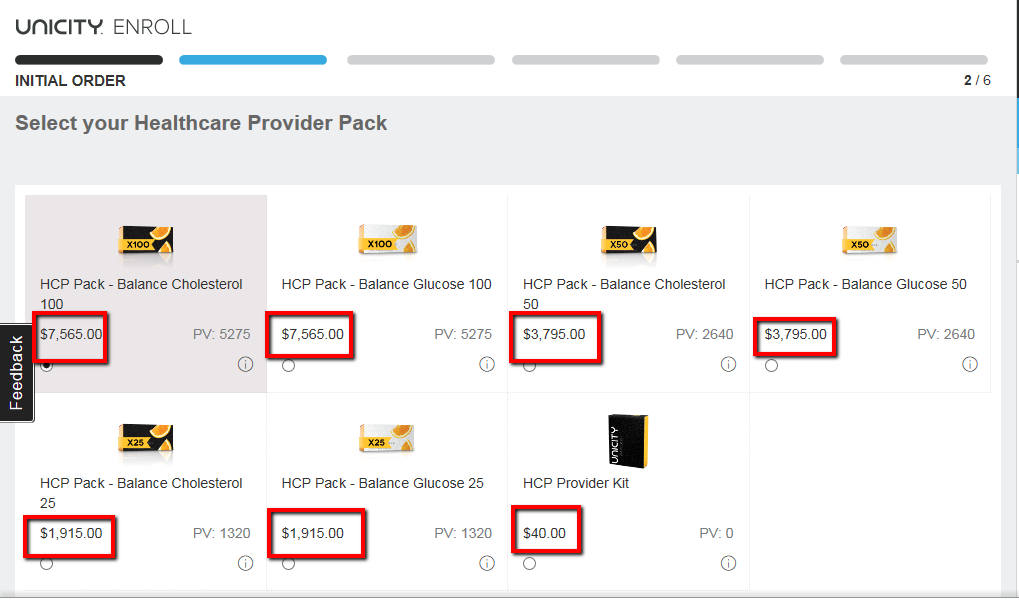 UNICITY. ENROLL
INITIAL ORDER
2 / 6
Select your Healthcare Provider Pack
X100
X100
X50
X50
HCP Pack - Balance Cholesterol 100
HCP Pack - Balance Glucose 100
HCP Pack - Balance Cholesterol 50
HCP Pack - Balance Glucose 50
$7,565.00 PV: 5275
$7,565.00 PV: 5275
$3,795.00 PV: 2640
$3,795.00 PV: 2640
Feedback
X25
X25
UNICITY
HCP Pack - Balance Cholesterol 25
HCP Pack - Balance Glucose 25
HCP Provider Kit
$1,915.00 PV: 1320
$1,915.00 PV: 1320
$40.00 PV: 0